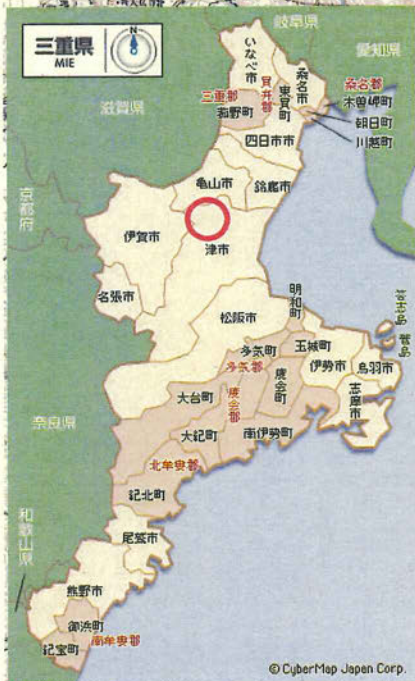 三重県
MIE
N
岐阜県
愛知県
滋賀県
京都府
奈良県
和歌山県
いなべ市
桑名市
員弁郡
東員町
桑名郡
木曽岬町
朝日町
川越町
三重郡
菰野町
四日市市
亀山市
鈴鹿市
伊賀市
津市
名張市
松阪市
明和町
多気町
多気郡
玉城町
伊勢市
鳥羽市
菅島
志摩市
度会町
度会郡
大台町
大紀町
南伊勢町
北牟婁郡
紀北町
尾鷲市
熊野市
御浜町
南牟婁郡
紀宝町
© CyberMap Japan Corp.